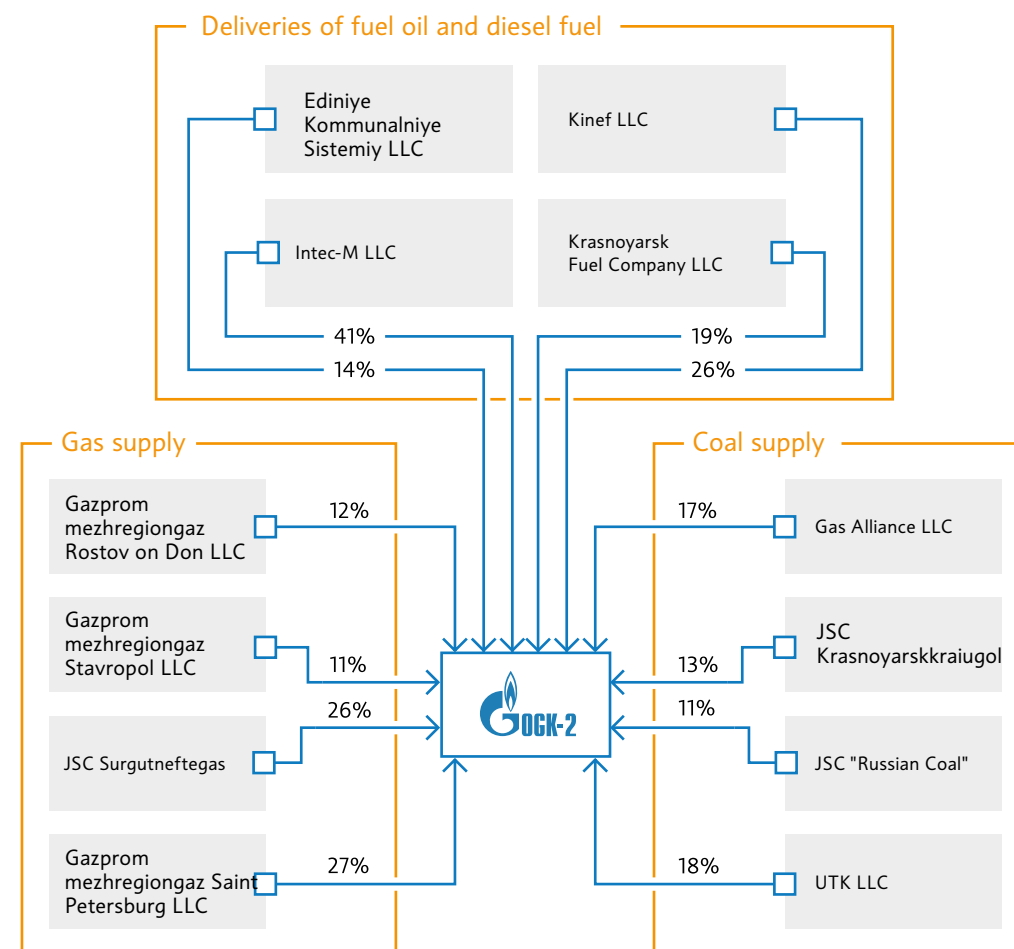 Deliveries of fuel oil and diesel fuel
Ediniye
Kommunalniye
Sistemiy LLC
Kinef LLC
Intec-M LLC
Krasnoyarsk
Fuel Company LLC
41%
19%
14%
26%
Gas supply
Coal supply
Gazprom
mezhregiongaz
Rostov on Don LLC
12%
17%
Gas Alliance LLC
Gazprom
mezhregiongaz
Stavropol LLC
11%
13%
JSC
Krasnoyarskkraiugol
26%
11%
JSC Surgutneftegas
ОGК-2
JSC "Russian Coal"
Gazprom
mezhregiongaz Saint
Petersburg LLC
27%
18%
UTK LLC